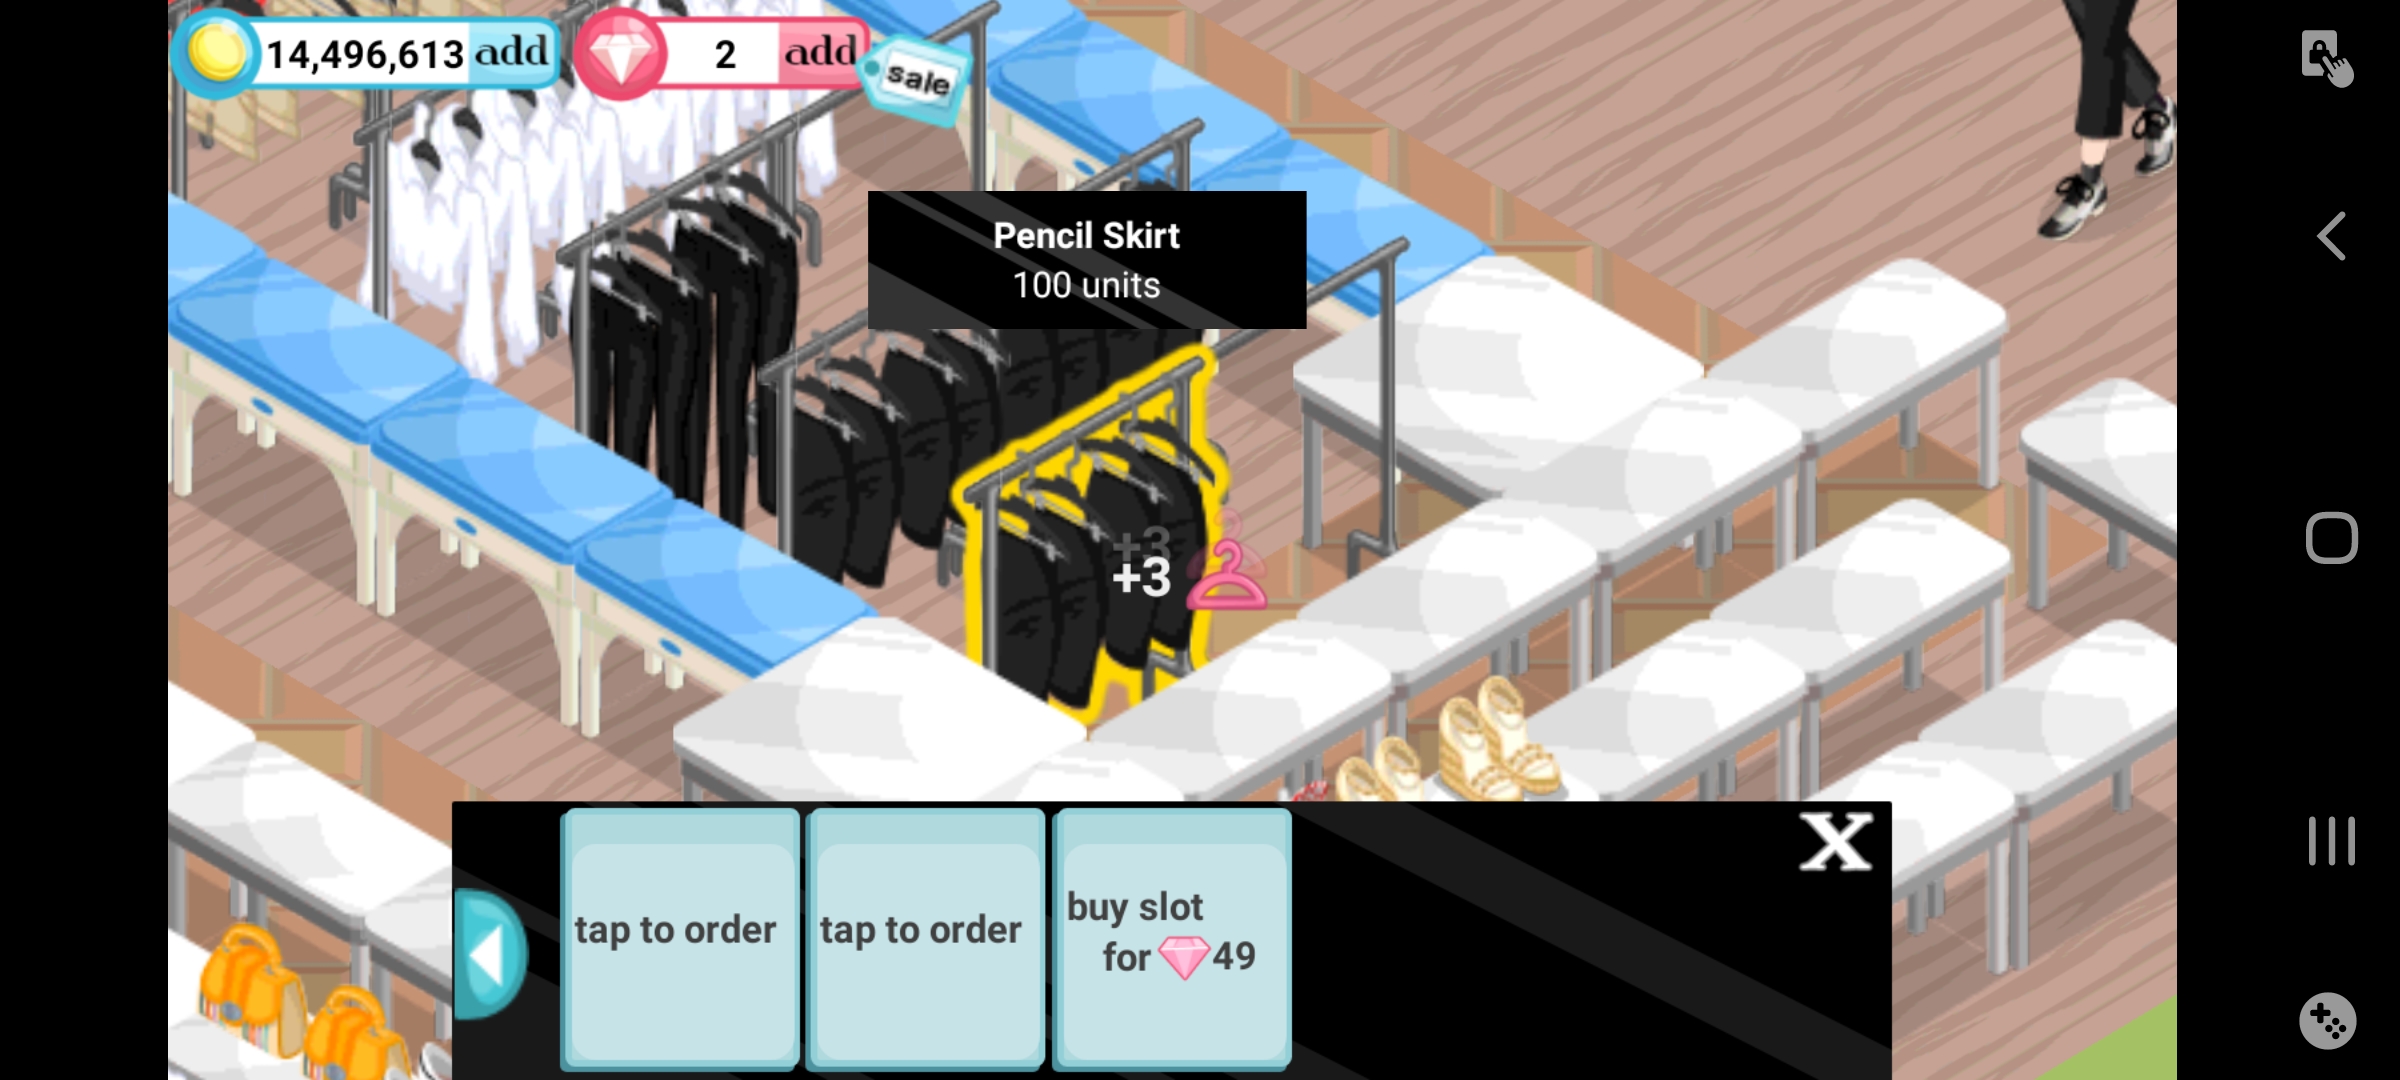 14,496,613 add
2 add
sale
Pencil Skirt
100 units
+3
+3
tap to order
tap to order
buy slot
for 49
X